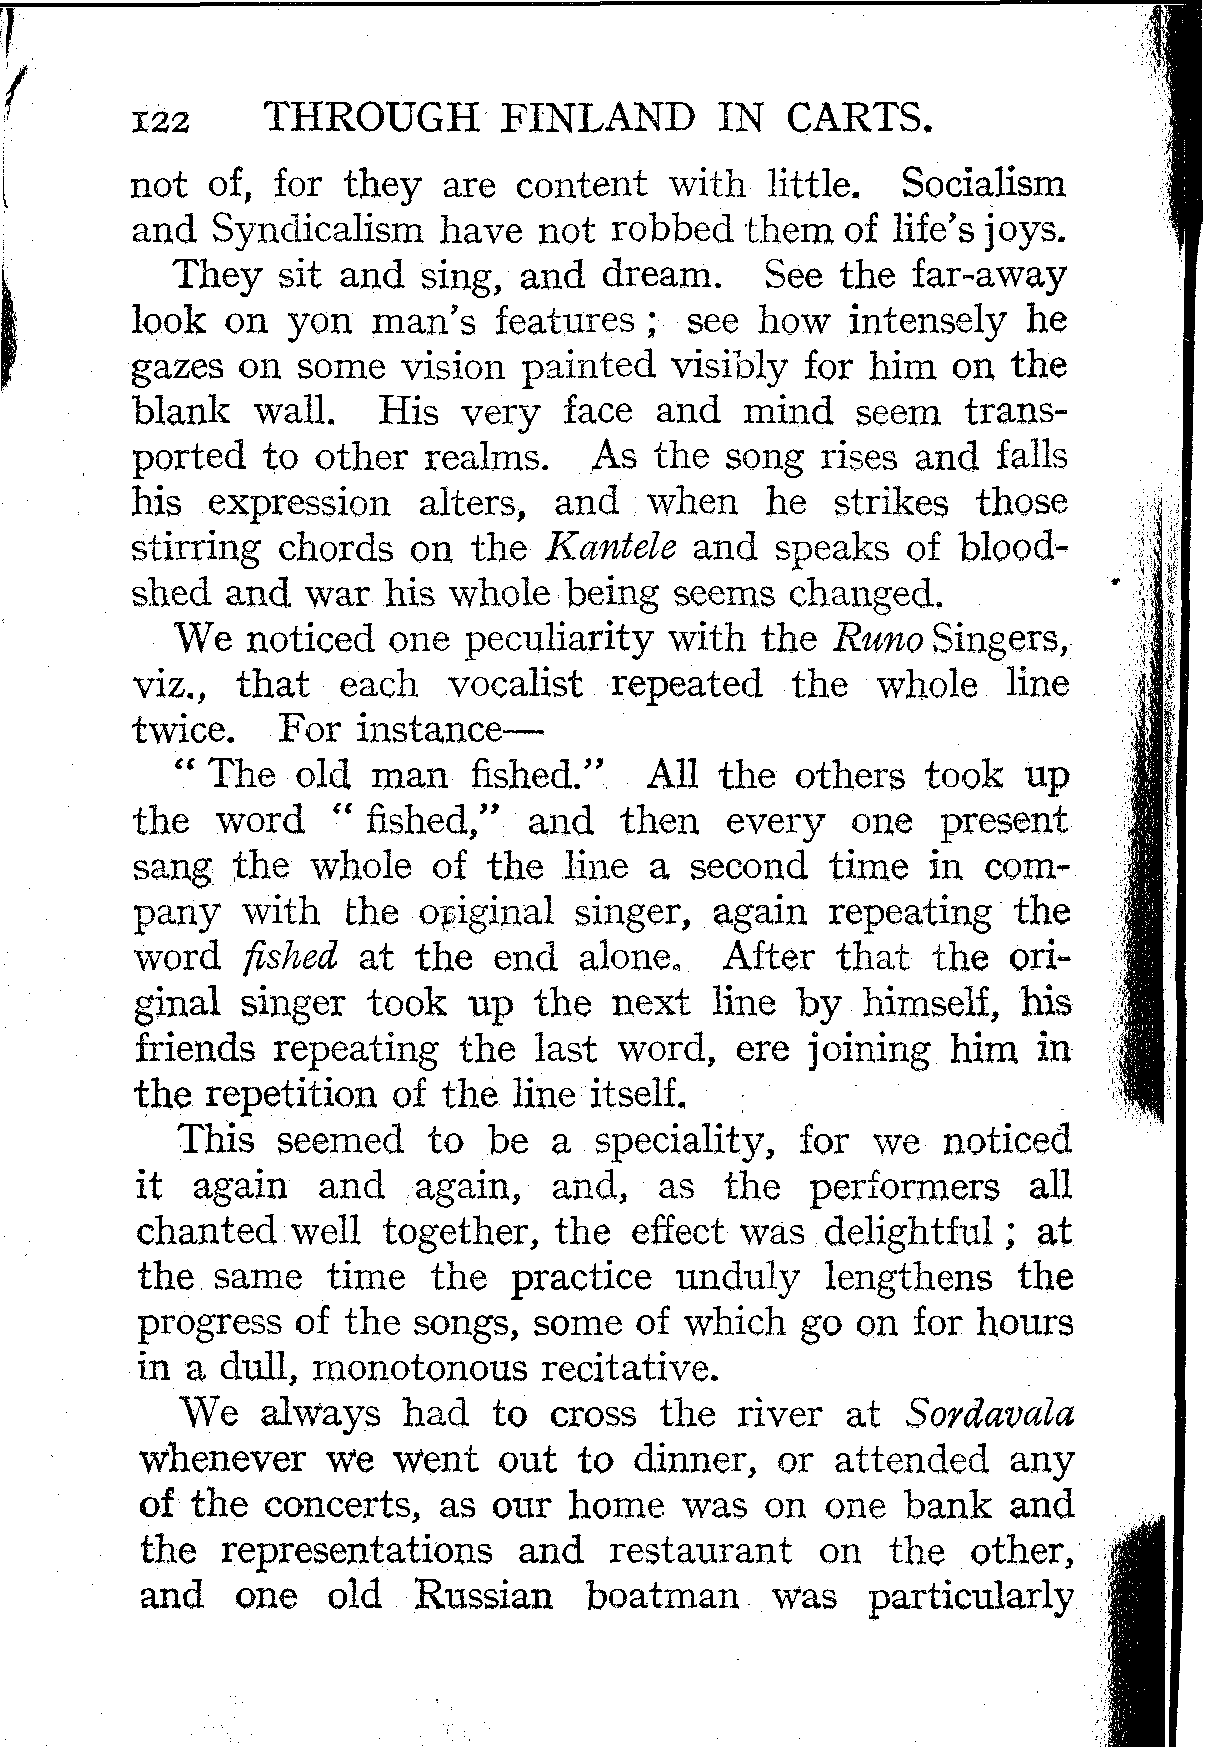 122 THROUGH FINLAND IN CARTS.
not of, for they are content with little. Socialism
and Syndicalism have not robbed them of life's joys.
They sit and sing, and dream. See the far-away
look on yon man's features ; see how intensely he
gazes on some vision painted visibly for him on the
blank wall. His very face and mind seem trans-
ported to other realms. As the song rises and falls
his expression alters, and when he strikes those
stirring chords on the Kantele and speaks of blood-
shed and war his whole being seems changed.
We noticed one peculiarity with the Runo Singers,
viz., that each vocalist repeated the whole line
twice. For instance—
“ The old man fished.” All the others took up
the word “ fished,” and then every one present
sang the whole of the line a second time in com-
pany with the original singer, again repeating the
word fished at the end alone. After that the ori-
ginal singer took up the next line by himself, his
friends repeating the last word, ere joining him in
the repetition of the line itself.
This seemed to be a speciality, for we noticed
it again and again, and, as the performers all
chanted well together, the effect was delightful ; at
the same time the practice unduly lengthens the
progress of the songs, some of which go on for hours
in a dull, monotonous recitative.
We always had to cross the river at Sordavala
whenever we went out to dinner, or attended any
of the concerts, as our home was on one bank and
the representations and restaurant on the other,
and one old Russian boatman was particularly